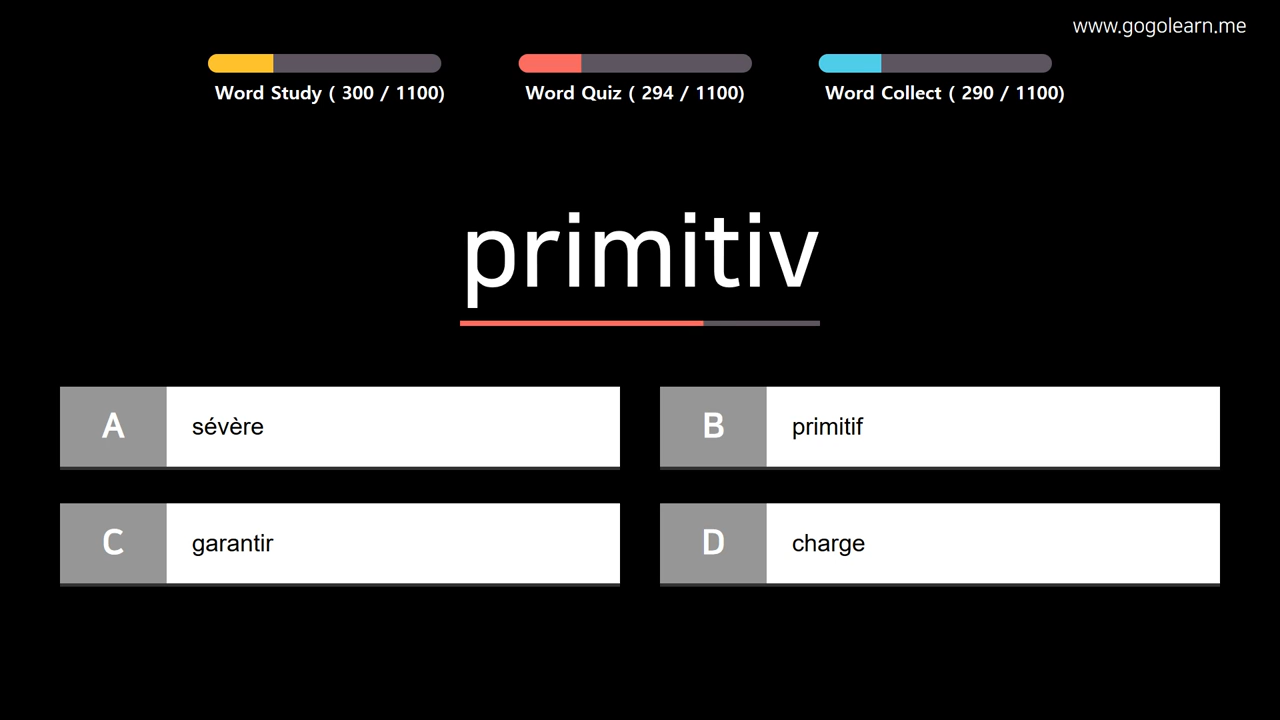 www.gogolearn.me
Word Study ( 300 / 1100)
Word Quiz ( 294 / 1100)
Word Collect ( 290 / 1100)
primitiv
A sévère
B primitif
C garantir
D charge